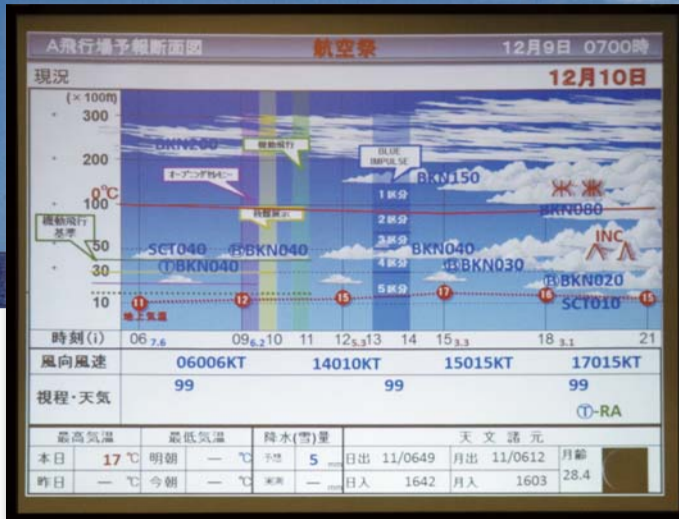 A飛行場予報断面図 航空祭 12月9日 0700時
現況 12月10日
(×100ft)
300
BKN200
機動飛行
BLUE IMPULSE
200
オープニングセレモニー
BKN150
1区分
0℃
100
BKN080
機動飛行基準
2区分
3区分
INC
50
SCT040 ⒽBKN040 BKN040
ⓉBKN040 4区分 ⒽBKN030
30
5区分 ⒽBKN020
10
SCT010
11 12 15 17 16 15
地上気温
時刻(i) 06 7.6 09 6.2 10 11 12 5.3 13 14 15 3.3 18 3.1 21
風向風速 06006KT 14010KT 15015KT 17015KT
視程・天気 99 99 99
Ⓣ-RA
最高気温 最低気温 降水(雪)量 天文諸元
本日 17 ℃ 明朝 — ℃ 予想 5 mm 日出 11/0649 月出 11/0612 月齢
昨日 — ℃ 今朝 — ℃ 実測 — mm 日入 1642 月入 1603 28.4